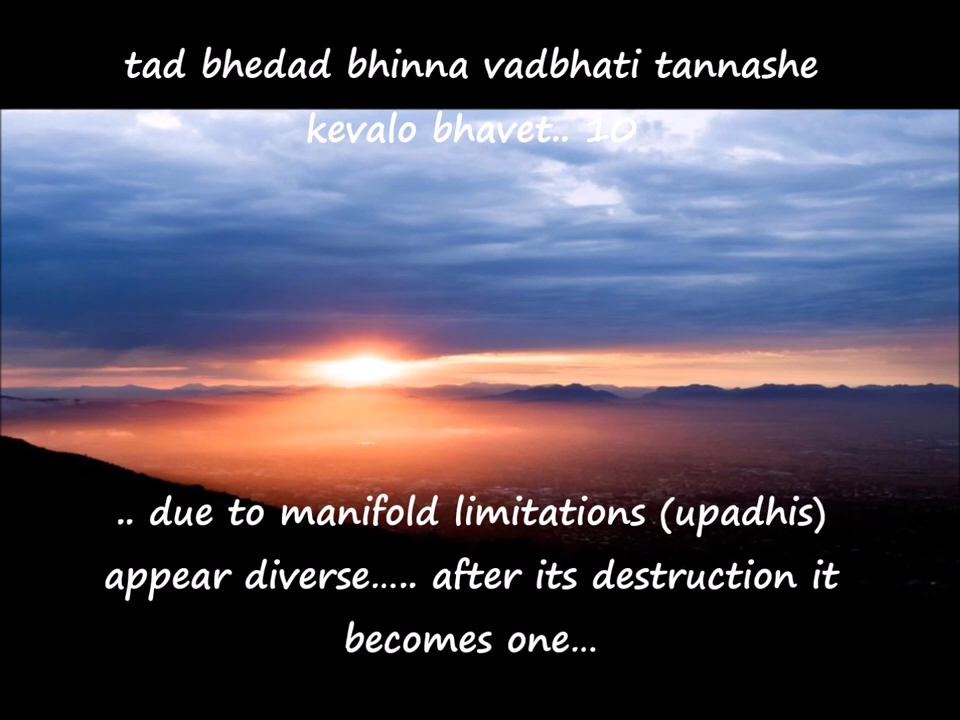 tad bhedad bhinna vadbhati tannashe
kevalo bhavet.. 10
.. due to manifold limitations (upadhis)
appear diverse..... after its destruction it
becomes one...